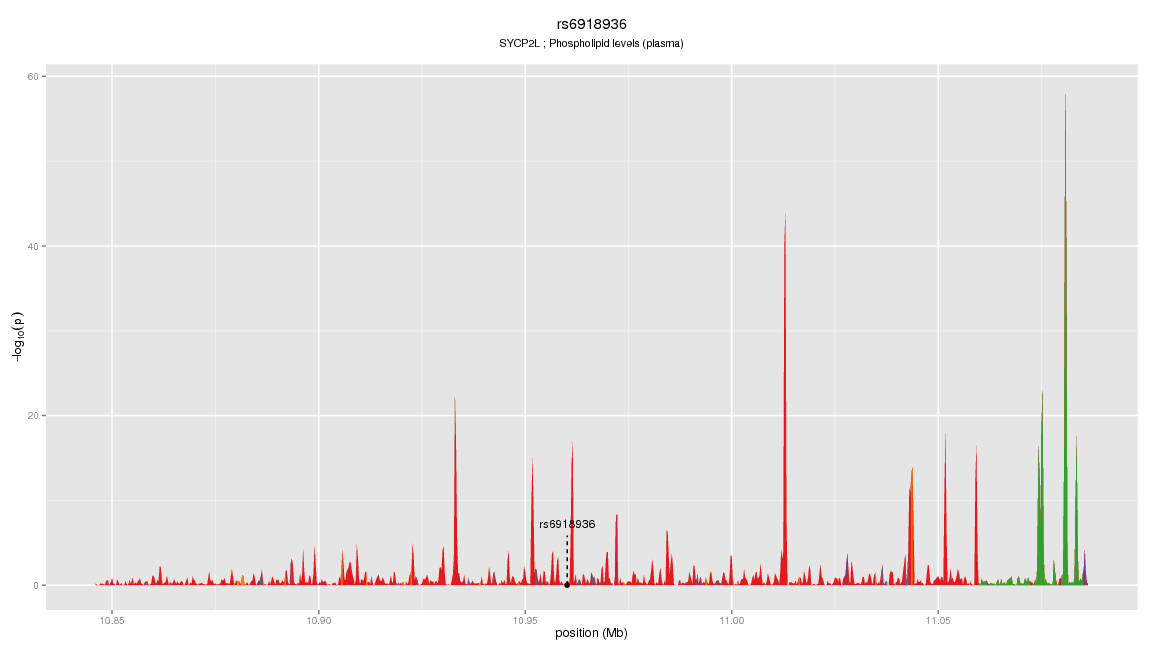 rs6918936
SYCP2L ; Phospholipid levels (plasma)
60
40
20
0
−log10(p)
rs6918936
10.85 10.90 10.95 11.00 11.05
position (Mb)